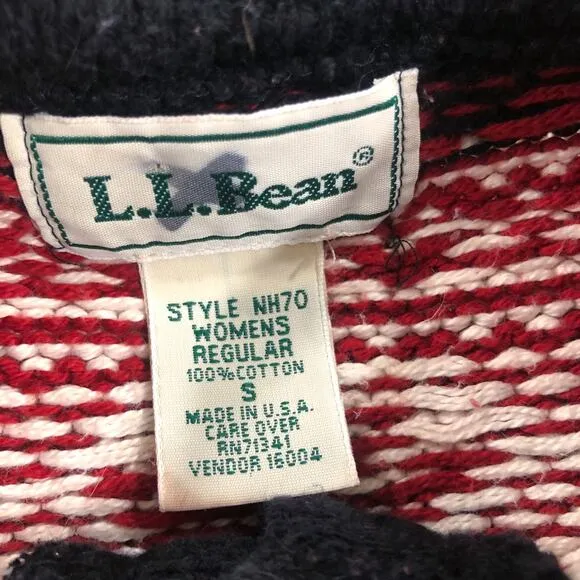 L.L.Bean®
STYLE NH70
WOMENS
REGULAR
100% COTTON
S
MADE IN U.S.A.
CARE OVER
RN71341
VENDOR 16004